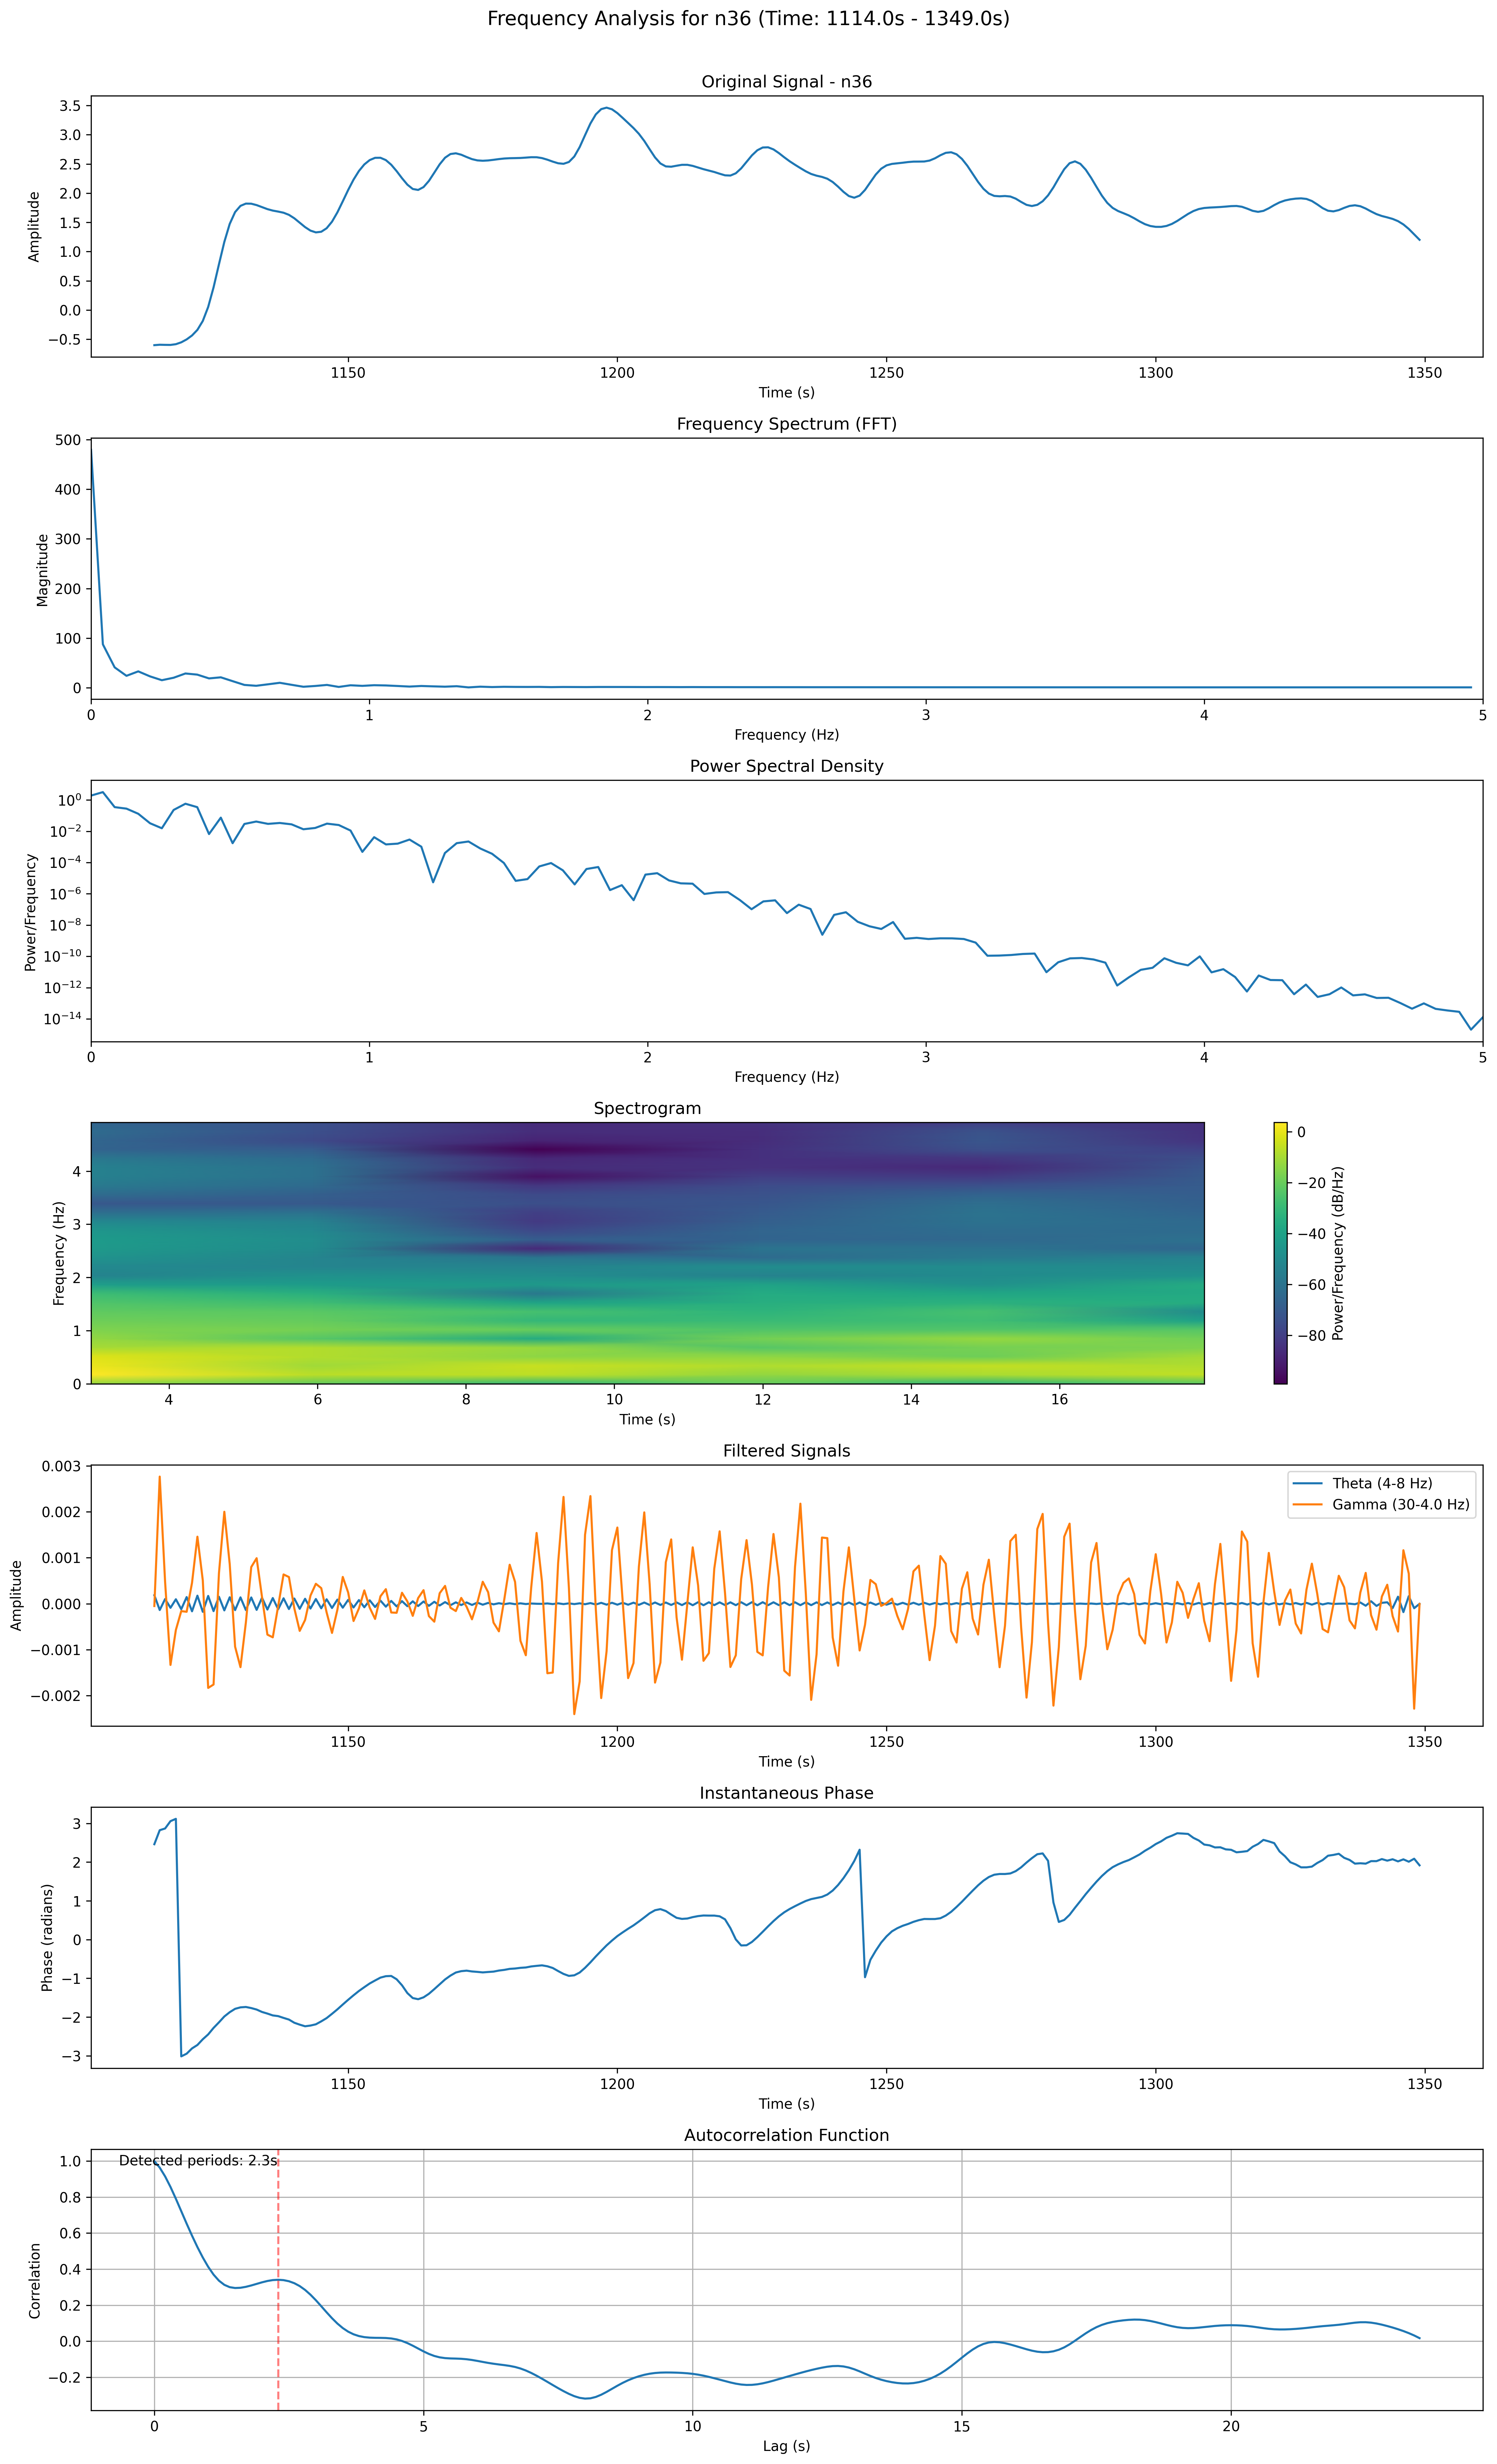 Frequency Analysis for n36 (Time: 1114.0s - 1349.0s)
Original Signal - n36
3.5
3.0
2.5
2.0
1.5
1.0
0.5
0.0
−0.5
Amplitude
1150 1200 1250 1300 1350
Time (s)
Frequency Spectrum (FFT)
500
400
300
200
100
0
Magnitude
0 1 2 3 4 5
Frequency (Hz)
Power Spectral Density
10⁰
10⁻²
10⁻⁴
10⁻⁶
10⁻⁸
10⁻¹⁰
10⁻¹²
10⁻¹⁴
Power/Frequency
0 1 2 3 4 5
Frequency (Hz)
Spectrogram
4
3
2
1
0
Frequency (Hz)
4 6 8 10 12 14 16
Time (s)
0
−20
−40
−60
−80
Power/Frequency (dB/Hz)
Filtered Signals
0.003
0.002
0.001
0.000
−0.001
−0.002
Amplitude
Theta (4-8 Hz)
Gamma (30-4.0 Hz)
1150 1200 1250 1300 1350
Time (s)
Instantaneous Phase
3
2
1
0
−1
−2
−3
Phase (radians)
1150 1200 1250 1300 1350
Time (s)
Autocorrelation Function
Detected periods: 2.3s
1.0
0.8
0.6
0.4
0.2
0.0
−0.2
Correlation
0 5 10 15 20
Lag (s)